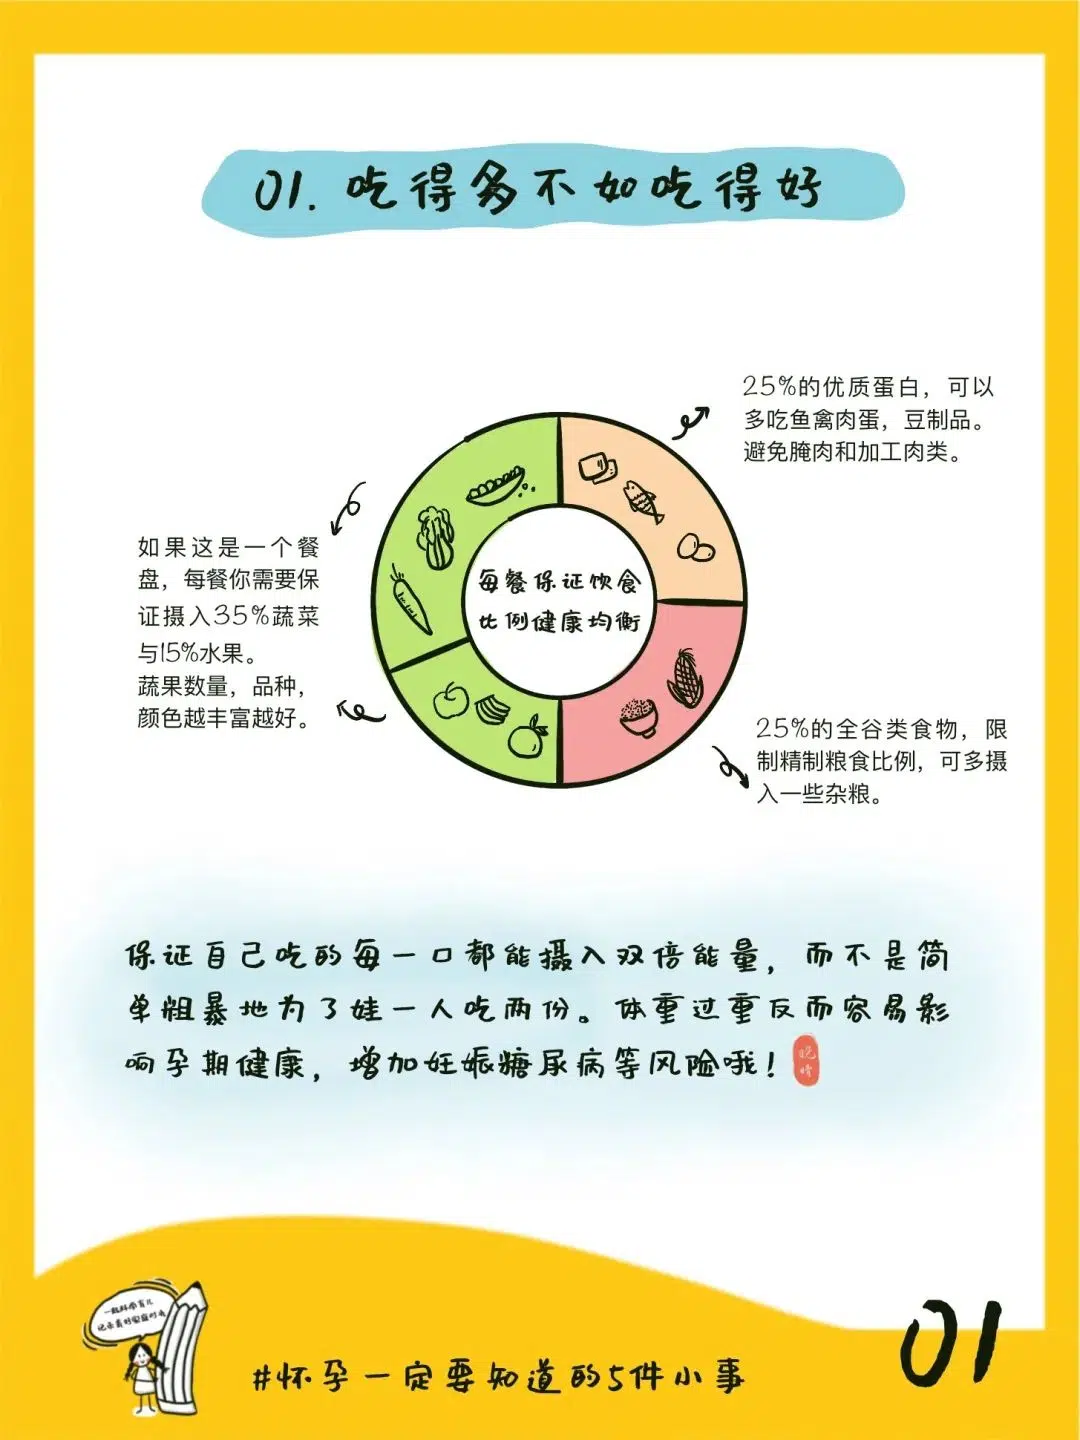 01. 吃得多不如吃得好
25%的优质蛋白，可以
多吃鱼禽肉蛋，豆制品。
避免腌肉和加工肉类。
如果这是一个餐
盘，每餐你需要保
证摄入35%蔬菜
与15%水果。
蔬果数量，品种，
颜色越丰富越好。
每餐保证饮食
比例健康均衡
25%的全谷类食物，限
制精制粮食比例，可多摄
入一些杂粮。
保证自己吃的每一口都能摄入双倍能量，而不是简
单粗暴地为了娃一人吃两份。体重过重反而容易影
响孕期健康，增加妊娠糖尿病等风险哦！
一起科学育儿
#怀孕一定要知道的5件小事
01